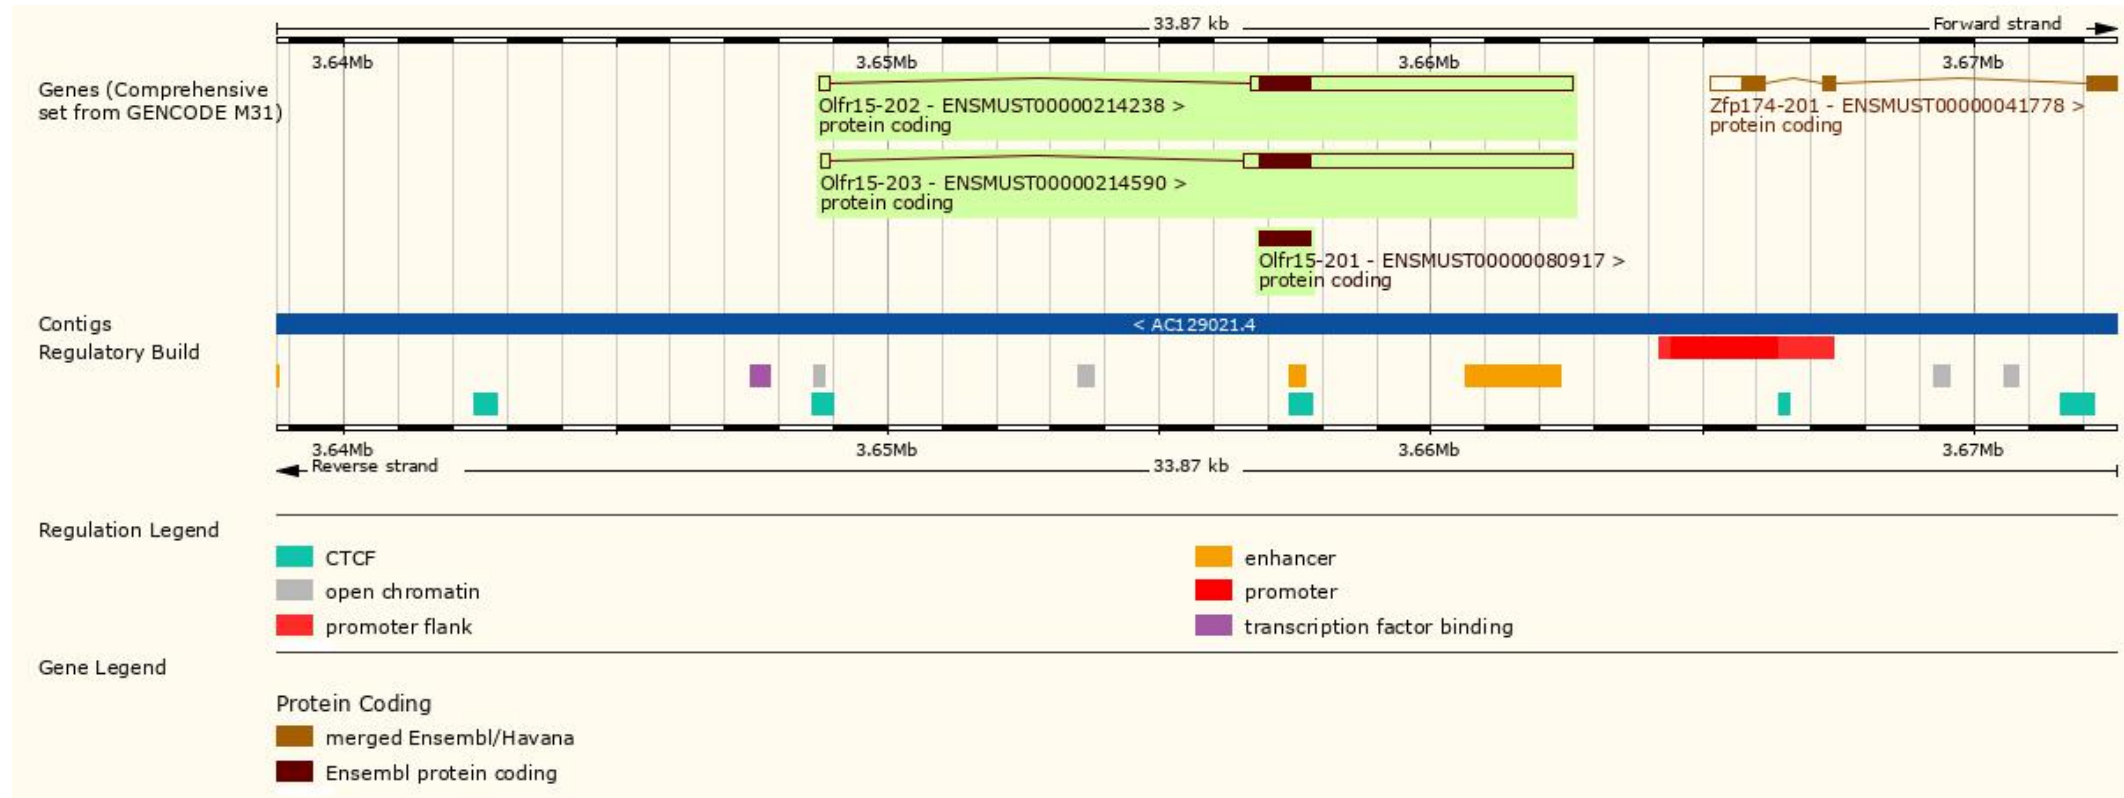 33.87 kb Forward strand
3.64Mb 3.65Mb 3.66Mb 3.67Mb
Genes (Comprehensive
set from GENCODE M31)
Olfr15-202 - ENSMUST00000214238 >
protein coding
Zfp174-201 - ENSMUST00000041778 >
protein coding
Olfr15-203 - ENSMUST00000214590 >
protein coding
Olfr15-201 - ENSMUST00000080917 >
protein coding
Contigs
< AC129021.4
Regulatory Build
3.64Mb 3.65Mb 3.66Mb 3.67Mb
Reverse strand 33.87 kb
Regulation Legend
CTCF enhancer
open chromatin promoter
promoter flank transcription factor binding
Gene Legend
Protein Coding
merged Ensembl/Havana
Ensembl protein coding